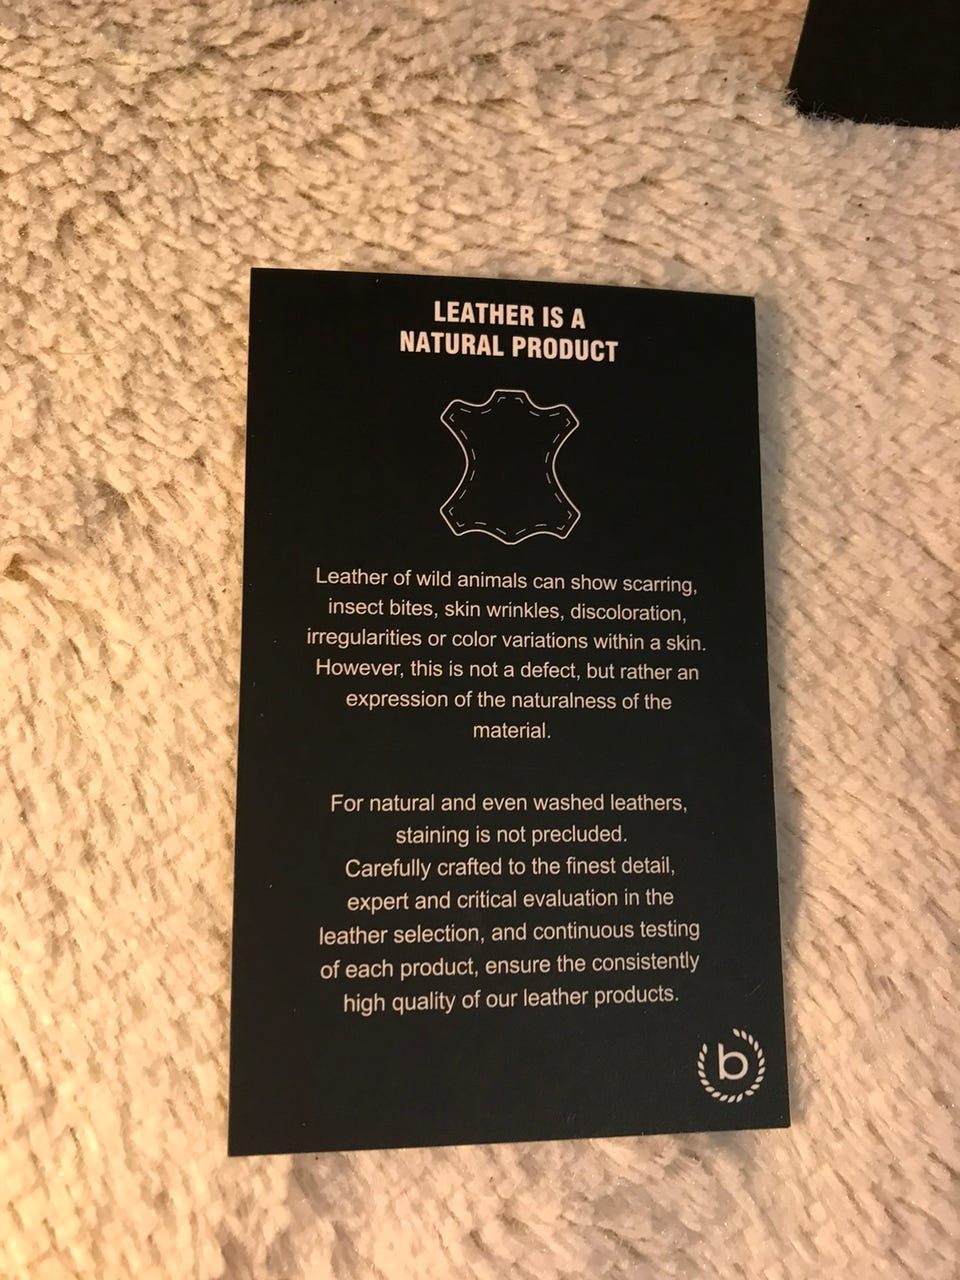 LEATHER IS A
NATURAL PRODUCT
Leather of wild animals can show scarring,
insect bites, skin wrinkles, discoloration,
irregularities or color variations within a skin.
However, this is not a defect, but rather an
expression of the naturalness of the
material.
For natural and even washed leathers,
staining is not precluded.
Carefully crafted to the finest detail,
expert and critical evaluation in the
leather selection, and continuous testing
of each product, ensure the consistently
high quality of our leather products.
b